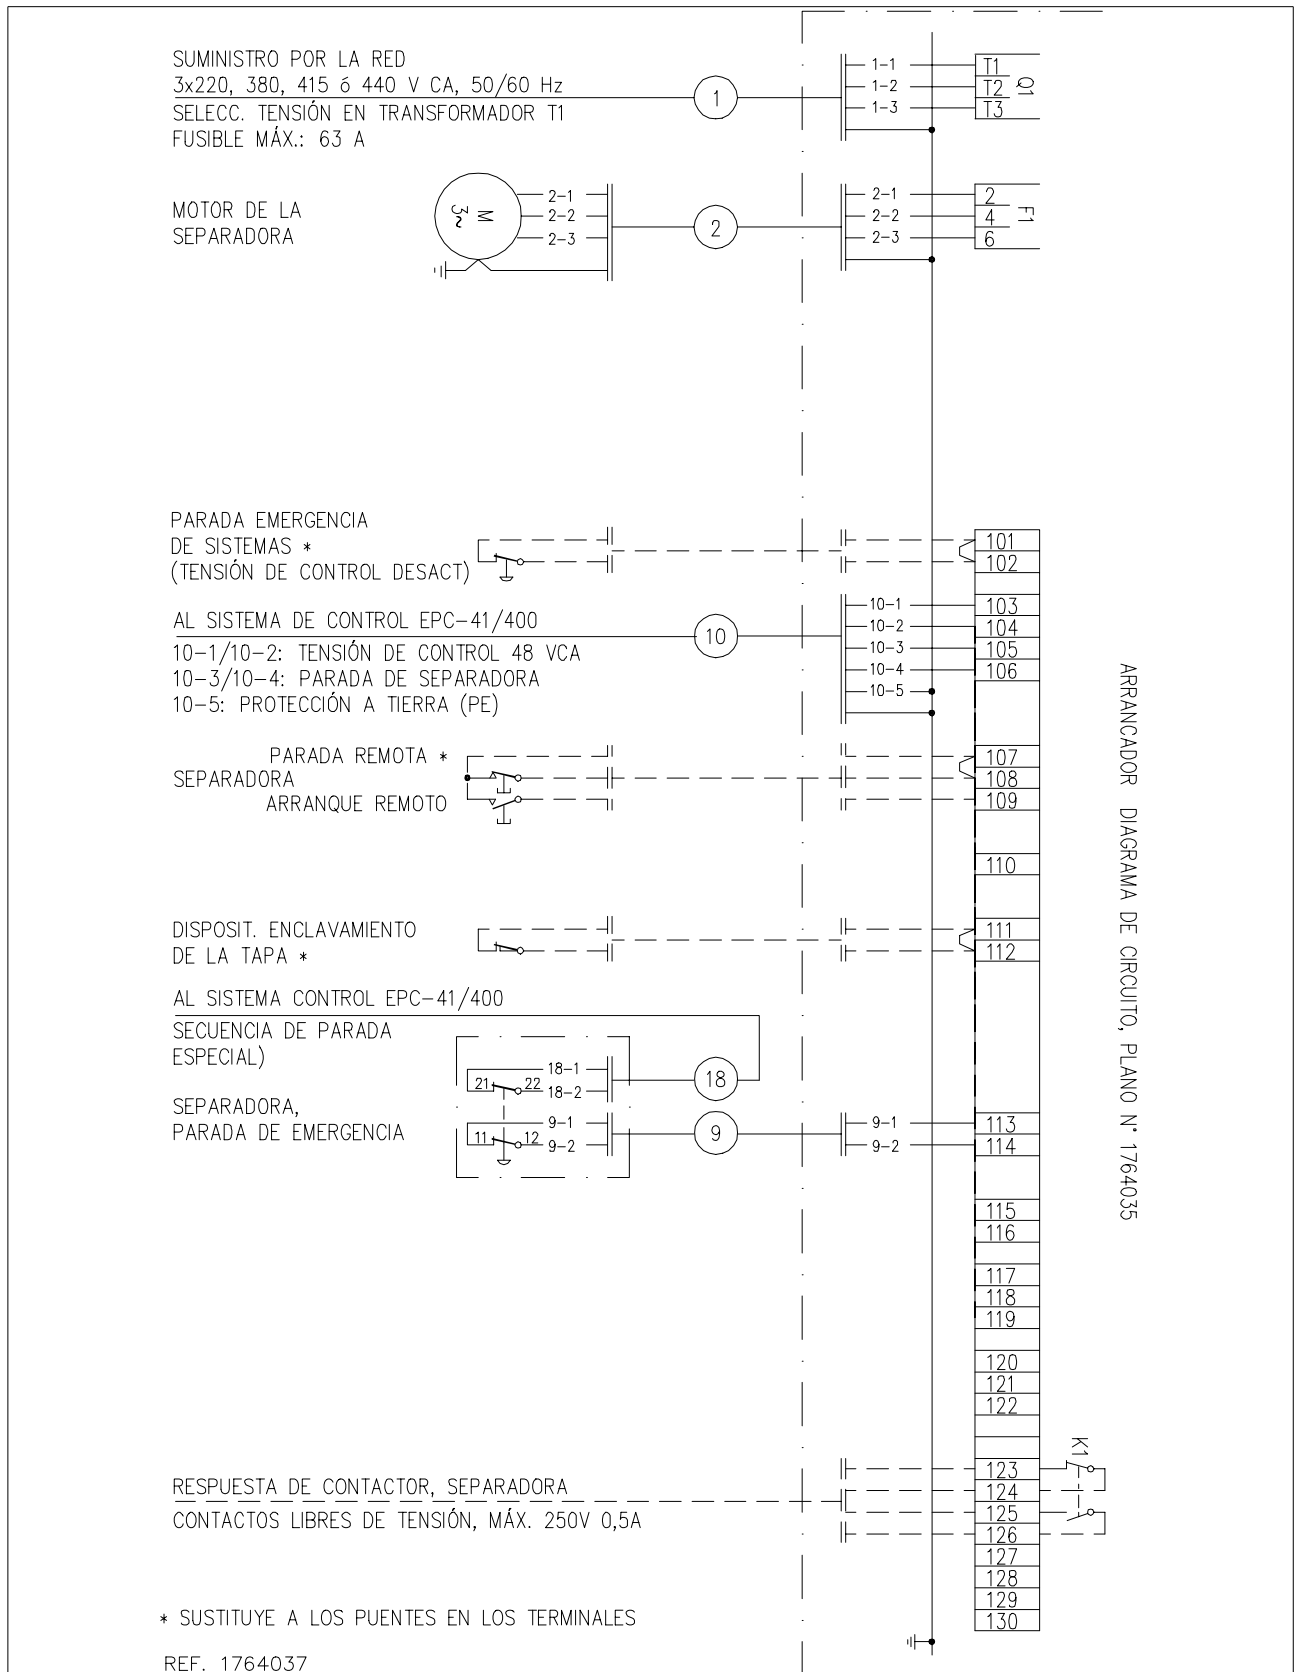 SUMINISTRO POR LA RED
3x220, 380, 415 ó 440 V CA, 50/60 Hz
SELECC. TENSIÓN EN TRANSFORMADOR T1
FUSIBLE MÁX.: 63 A
1
1-1
1-2
1-3
T1
T2
T3
Q1
MOTOR DE LA
SEPARADORA
M
3~
2-1
2-2
2-3
2
2-1
2-2
2-3
2
4
6
F1
PARADA EMERGENCIA
DE SISTEMAS *
(TENSIÓN DE CONTROL DESACT)
101
102
AL SISTEMA DE CONTROL EPC-41/400
10-1/10-2: TENSIÓN DE CONTROL 48 VCA
10-3/10-4: PARADA DE SEPARADORA
10-5: PROTECCIÓN A TIERRA (PE)
10
10-1
10-2
10-3
10-4
10-5
103
104
105
106
PARADA REMOTA *
SEPARADORA
ARRANQUE REMOTO
107
108
109
110
DISPOSIT. ENCLAVAMIENTO
DE LA TAPA *
111
112
AL SISTEMA CONTROL EPC-41/400
SECUENCIA DE PARADA
ESPECIAL)
18-1
21 22 18-2
18
SEPARADORA,
PARADA DE EMERGENCIA
9-1
11 12 9-2
9
9-1
9-2
113
114
115
116
117
118
119
120
121
122
RESPUESTA DE CONTACTOR, SEPARADORA
CONTACTOS LIBRES DE TENSIÓN, MÁX. 250V 0,5A
123
124
125
126
127
128
129
130
K1
ARRANCADOR DIAGRAMA DE CIRCUITO, PLANO N° 1764035
* SUSTITUYE A LOS PUENTES EN LOS TERMINALES
REF. 1764037